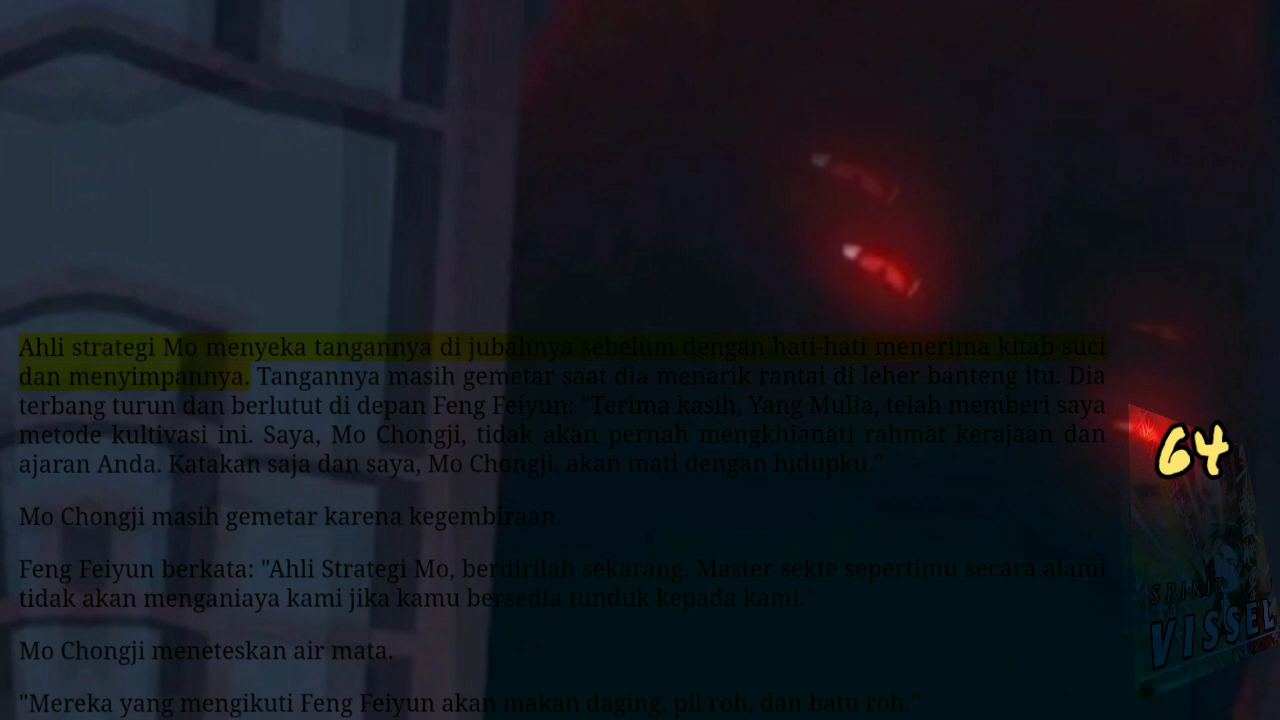 Ahli strategi Mo menyeka tangannya di jubahnya sebelum dengan hati-hati menerima kitab suci
dan menyimpannya. Tangannya masih gemetar saat dia menarik rantai di leher banteng itu. Dia
terbang turun dan berlutut di depan Feng Feiyun: "Terima kasih, Yang Mulia, telah memberi saya
metode kultivasi ini. Saya, Mo Chongji, tidak akan pernah mengkhianati rahmat kerajaan dan
ajaran Anda. Katakan saja dan saya, Mo Chongji, akan mati dengan hidupku."
Mo Chongji masih gemetar karena kegembiraan.
Feng Feiyun berkata: "Ahli Strategi Mo, berdirilah sekarang. Master sekte sepertimu secara alami
tidak akan menganiaya kami jika kamu bersedia tunduk kepada kami."
Mo Chongji meneteskan air mata.
"Mereka yang mengikuti Feng Feiyun akan makan daging, pil roh, dan batu roh."
64
SPIRIT
VISSEL